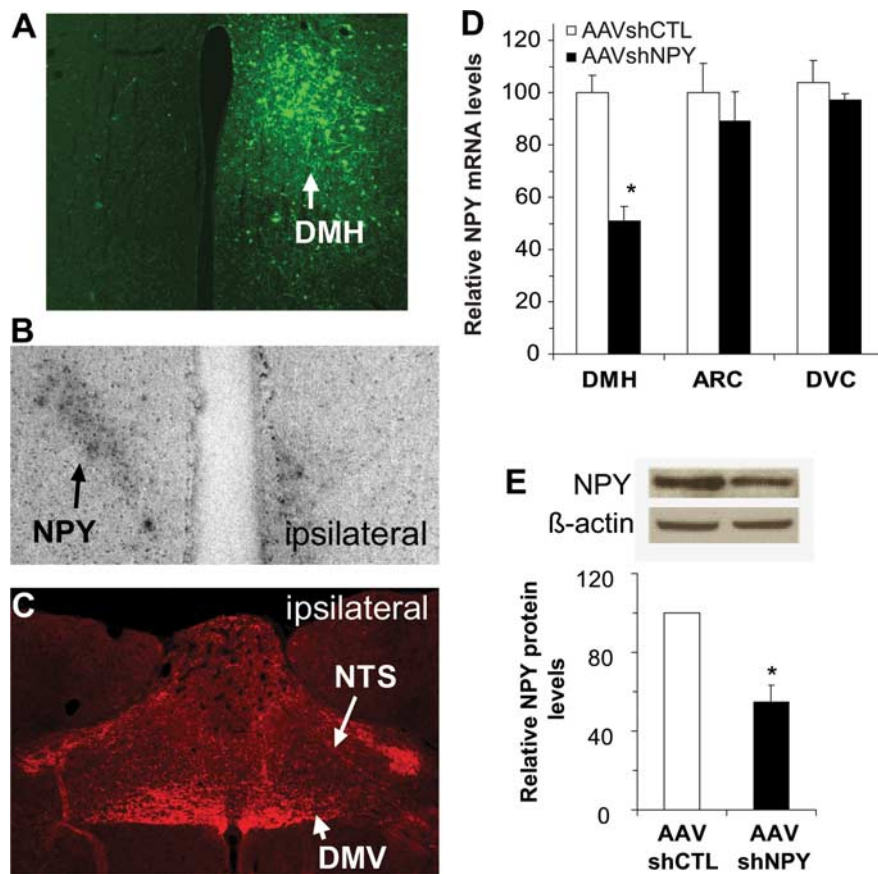 A
DMH
B
NPY
ipsilateral
C
ipsilateral
NTS
DMV
D
AAVshCTL
AAVshNPY
Relative NPY mRNA levels
120
100
80
60
40
20
0
*
DMH ARC DVC
E
NPY
ß-actin
Relative NPY protein
levels
120
80
40
0
*
AAV AAV
shCTL shNPY